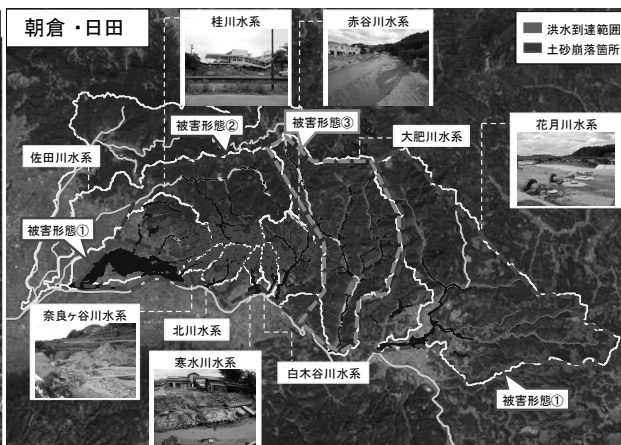 朝倉・日田
桂川水系
赤谷川水系
洪水到達範囲
土砂崩落箇所
被害形態②
被害形態③
大肥川水系
花月川水系
佐田川水系
被害形態①
奈良ヶ谷川水系
北川水系
寒水川水系
白木谷川水系
被害形態①